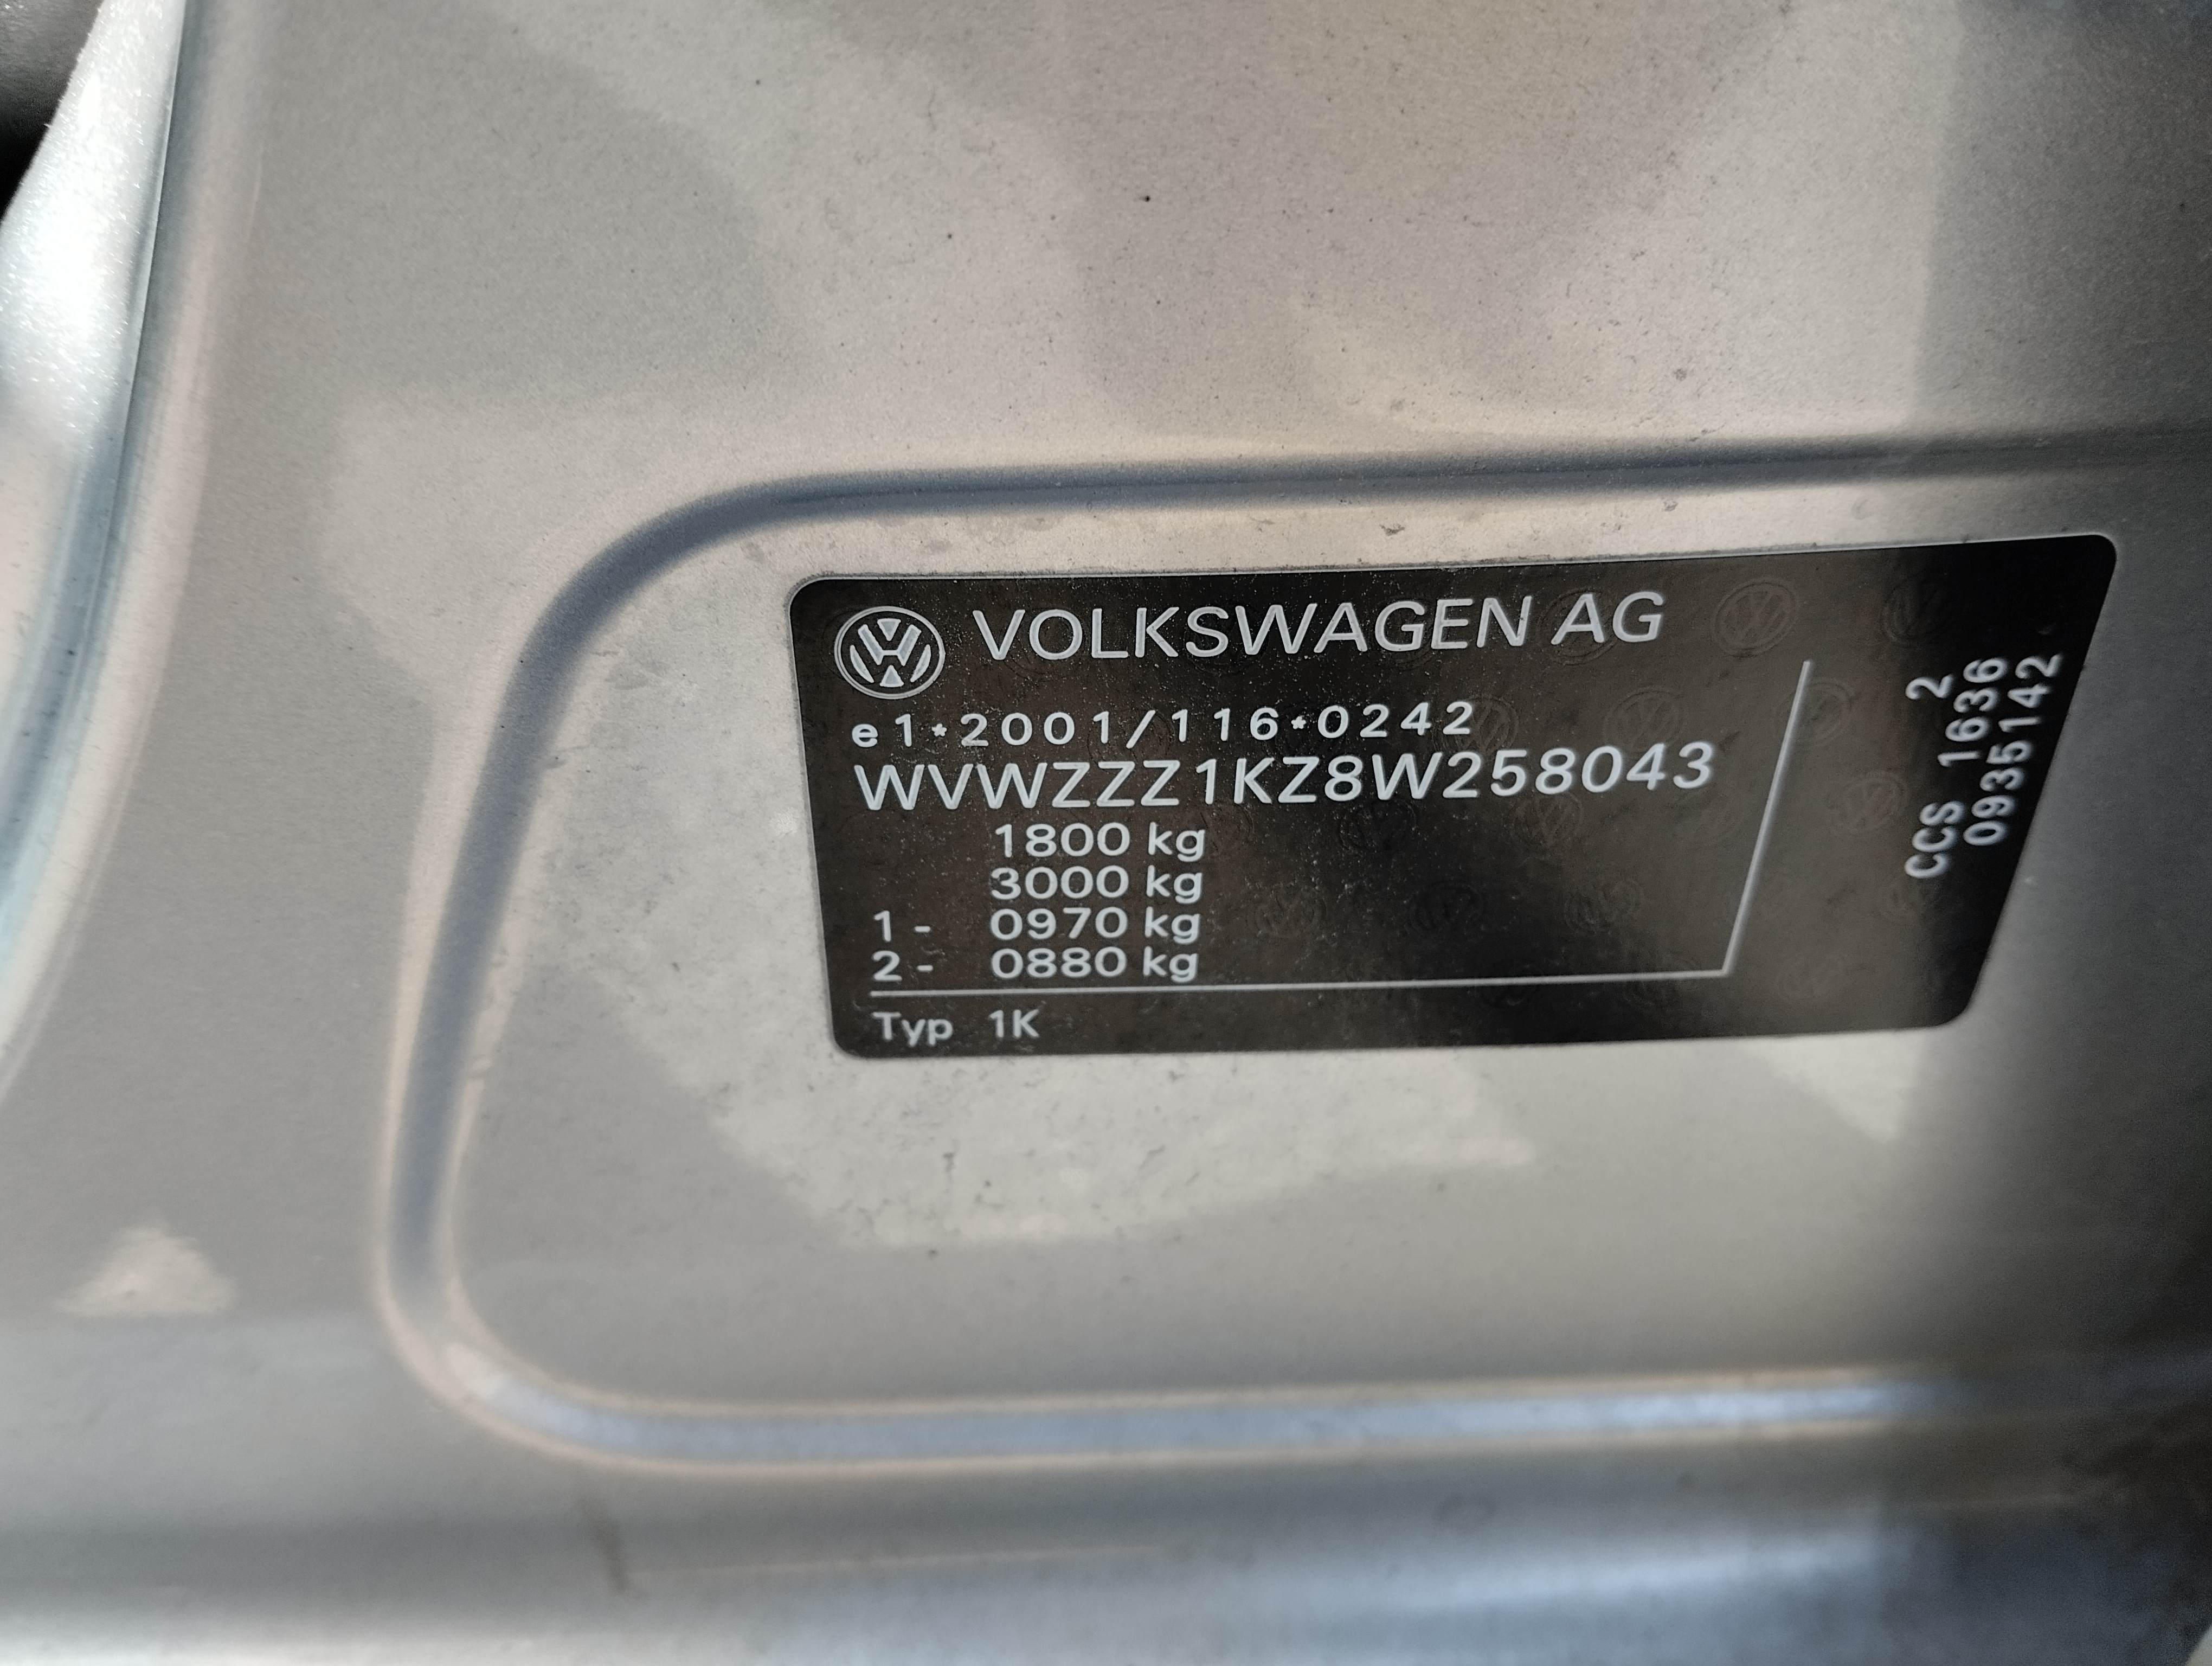 VOLKSWAGEN AG
e1*2001/116*0242
WVWZZZ1KZ8W258043
1800 kg
3000 kg
1- 0970 kg
2- 0880 kg
Typ 1K
2
CCS 1636
0935142